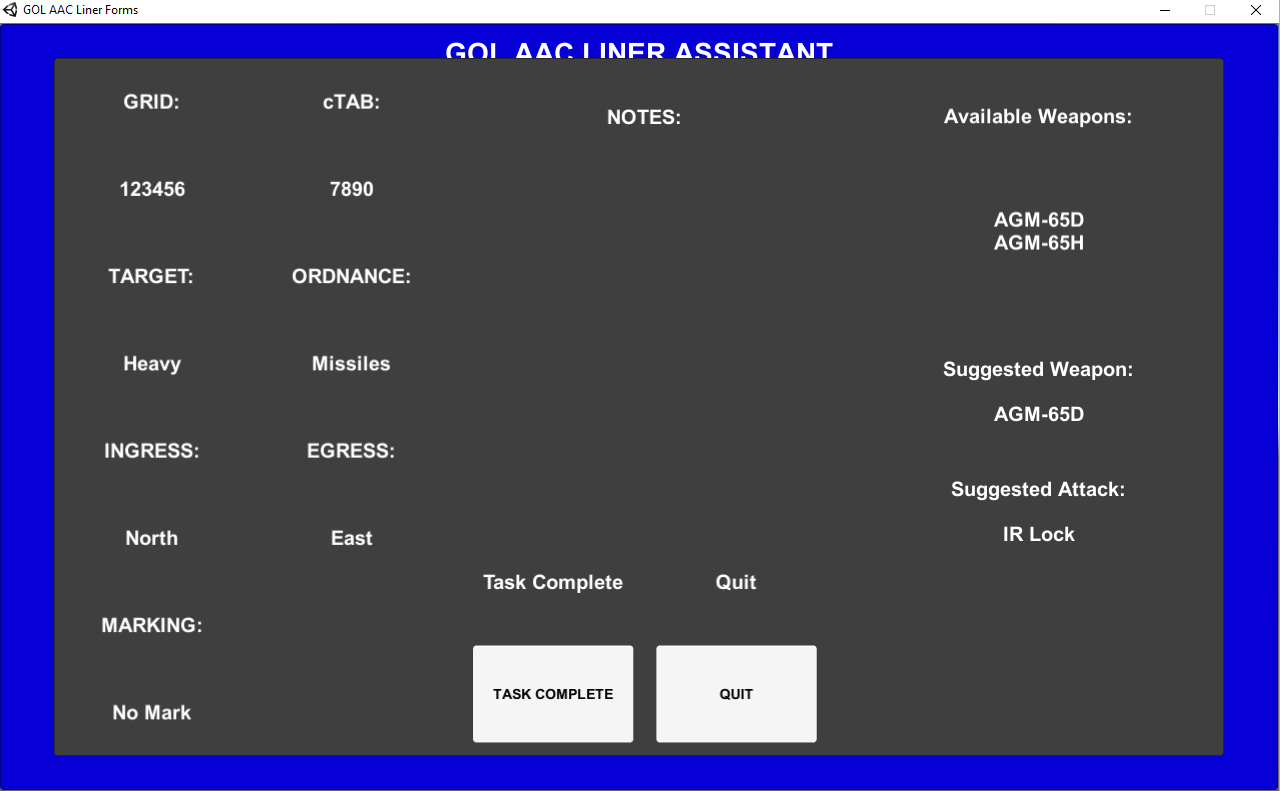 GOL AAC Liner Forms
GOL AAC LINER ASSISTANT
GRID:
cTAB:
123456
7890
TARGET:
ORDNANCE:
Heavy
Missiles
INGRESS:
EGRESS:
North
East
MARKING:
No Mark
NOTES:
Task Complete
Quit
TASK COMPLETE
QUIT
Available Weapons:
AGM-65D
AGM-65H
Suggested Weapon:
AGM-65D
Suggested Attack:
IR Lock